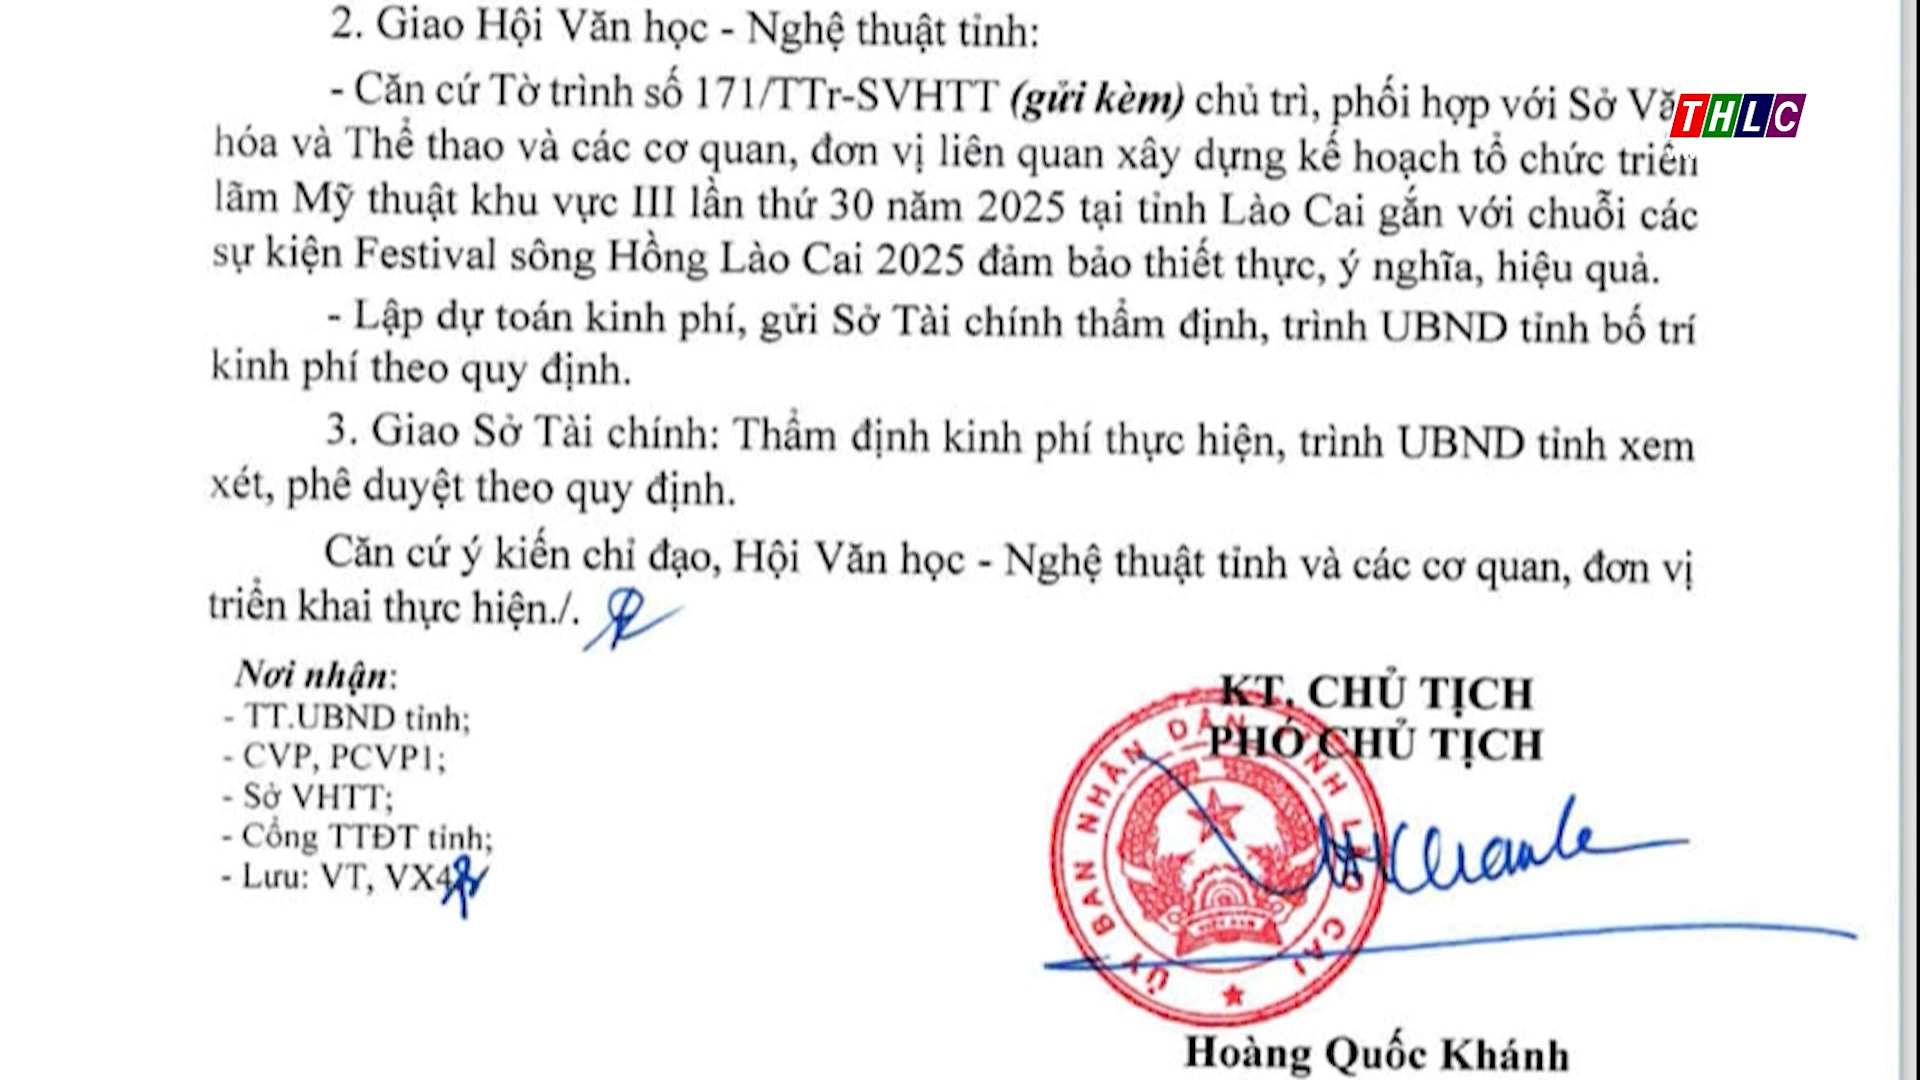 2. Giao Hội Văn học - Nghệ thuật tỉnh:
- Căn cứ Tờ trình số 171/TTr-SVHTT (gửi kèm) chủ trì, phối hợp với Sở Vă
THLC
hóa và Thể thao và các cơ quan, đơn vị liên quan xây dựng kế hoạch tổ chức triển
lãm Mỹ thuật khu vực III lần thứ 30 năm 2025 tại tỉnh Lào Cai gắn với chuỗi các
sự kiện Festival sông Hồng Lào Cai 2025 đảm bảo thiết thực, ý nghĩa, hiệu quả.
- Lập dự toán kinh phí, gửi Sở Tài chính thẩm định, trình UBND tỉnh bố trí
kinh phí theo quy định.
3. Giao Sở Tài chính: Thẩm định kinh phí thực hiện, trình UBND tỉnh xem
xét, phê duyệt theo quy định.
Căn cứ ý kiến chỉ đạo, Hội Văn học - Nghệ thuật tỉnh và các cơ quan, đơn vị
triển khai thực hiện./.
Nơi nhận:
- TT.UBND tỉnh;
- CVP, PCVP1;
- Sở VHTT;
- Cổng TTĐT tỉnh;
- Lưu: VT, VX4
KT. CHỦ TỊCH
PHÓ CHỦ TỊCH
ỦY BAN NHÂN DÂN TỈNH LÀO CAI
Hoàng Quốc Khánh